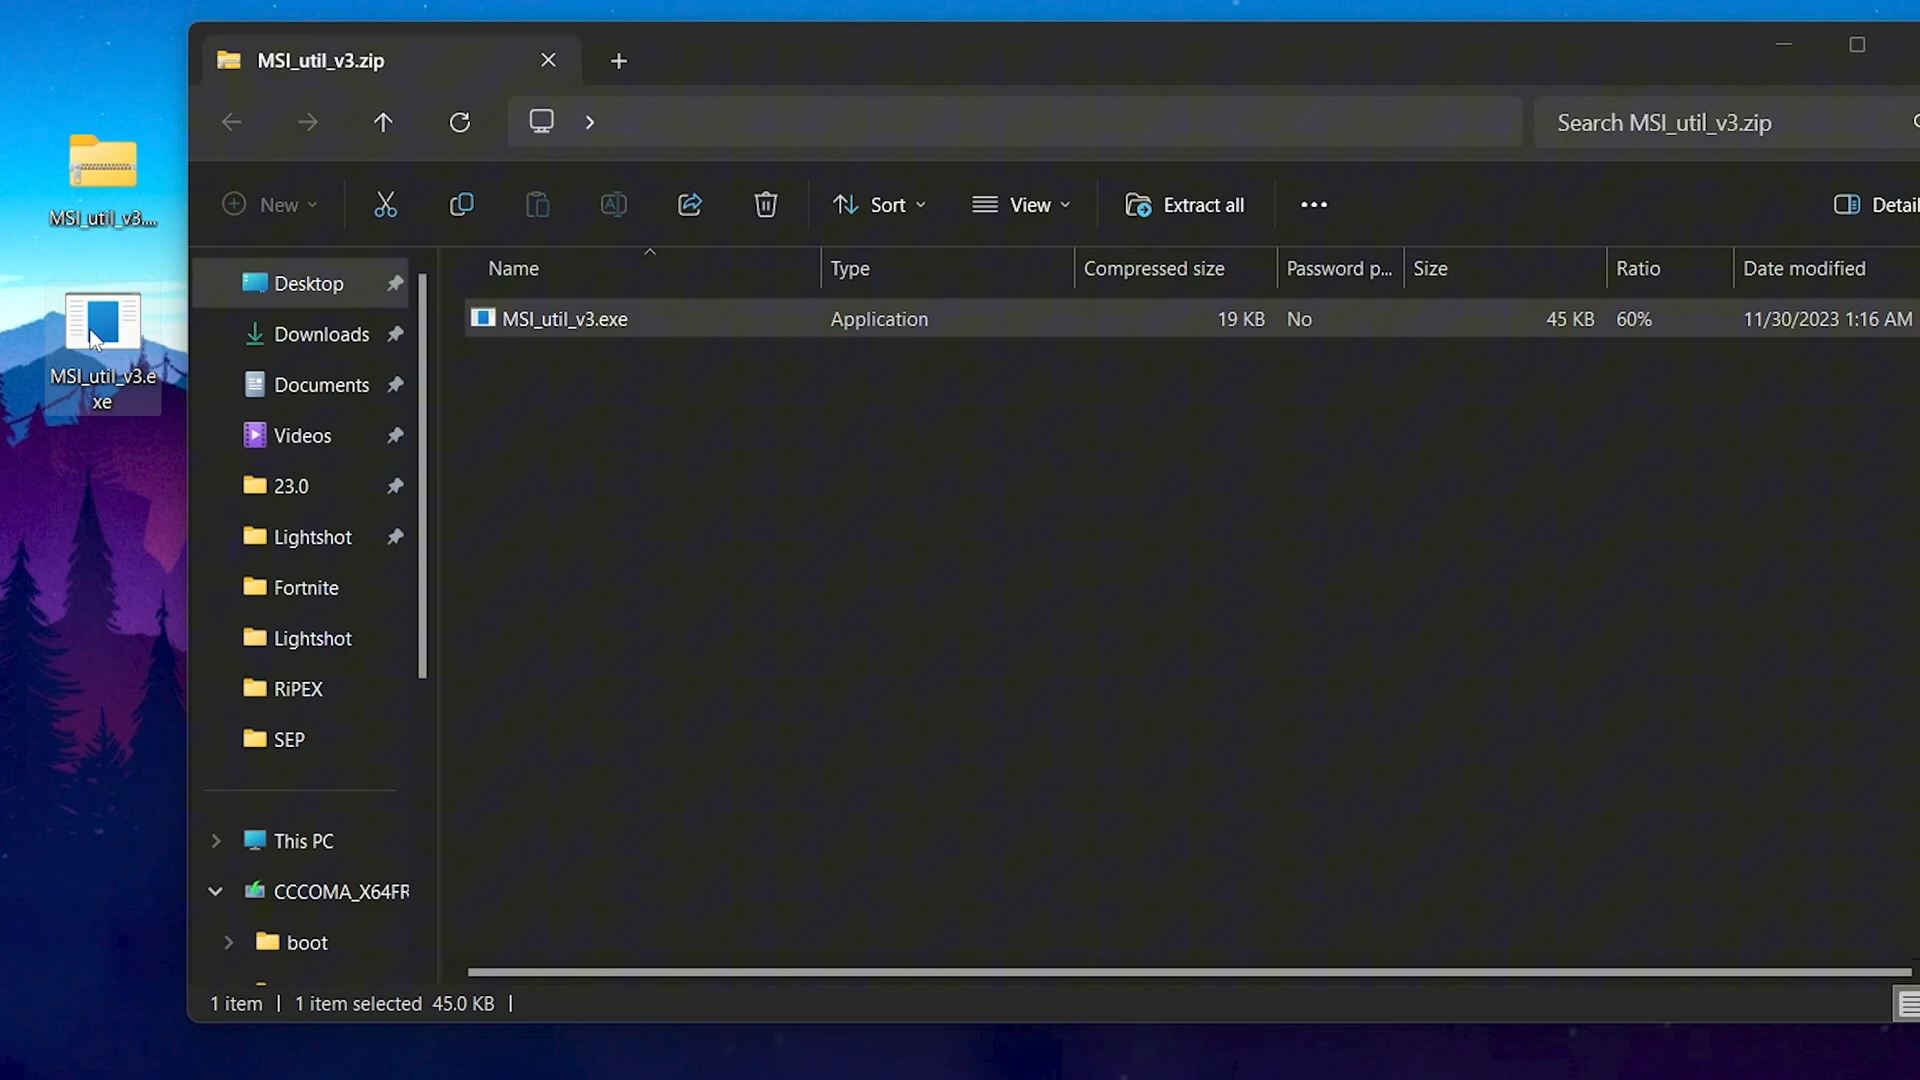 MSI_util_v3.zip
Search MSI_util_v3.zip
New
Sort
View
Extract all
Detail
MSI_util_v3....
MSI_util_v3.e
xe
Desktop
Downloads
Documents
Videos
23.0
Lightshot
Fortnite
Lightshot
RiPEX
SEP
This PC
CCCOMA_X64FR
boot
Name Type Compressed size Password p... Size Ratio Date modified
MSI_util_v3.exe Application 19 KB No 45 KB 60% 11/30/2023 1:16 AM
1 item 1 item selected 45.0 KB